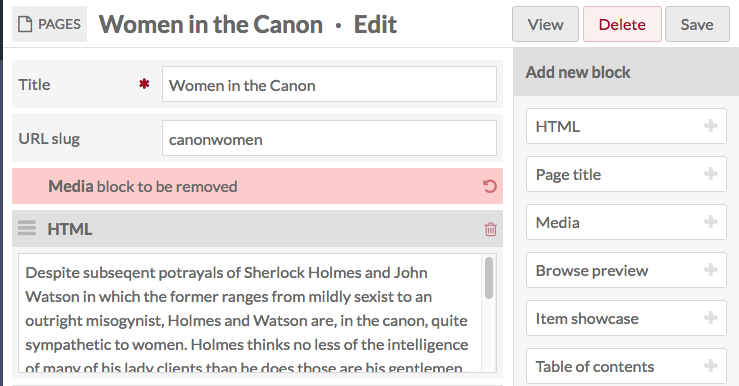 PAGES Women in the Canon · Edit View Delete Save
Title * Women in the Canon
URL slug canonwomen
Media block to be removed
HTML
Despite subseqent potrayals of Sherlock Holmes and John
Watson in which the former ranges from mildly sexist to an
outright misogynist, Holmes and Watson are, in the canon, quite
sympathetic to women. Holmes thinks no less of the intelligence
of many of his lady clients than he does those are his gentlemen.
Add new block
HTML
Page title
Media
Browse preview
Item showcase
Table of contents